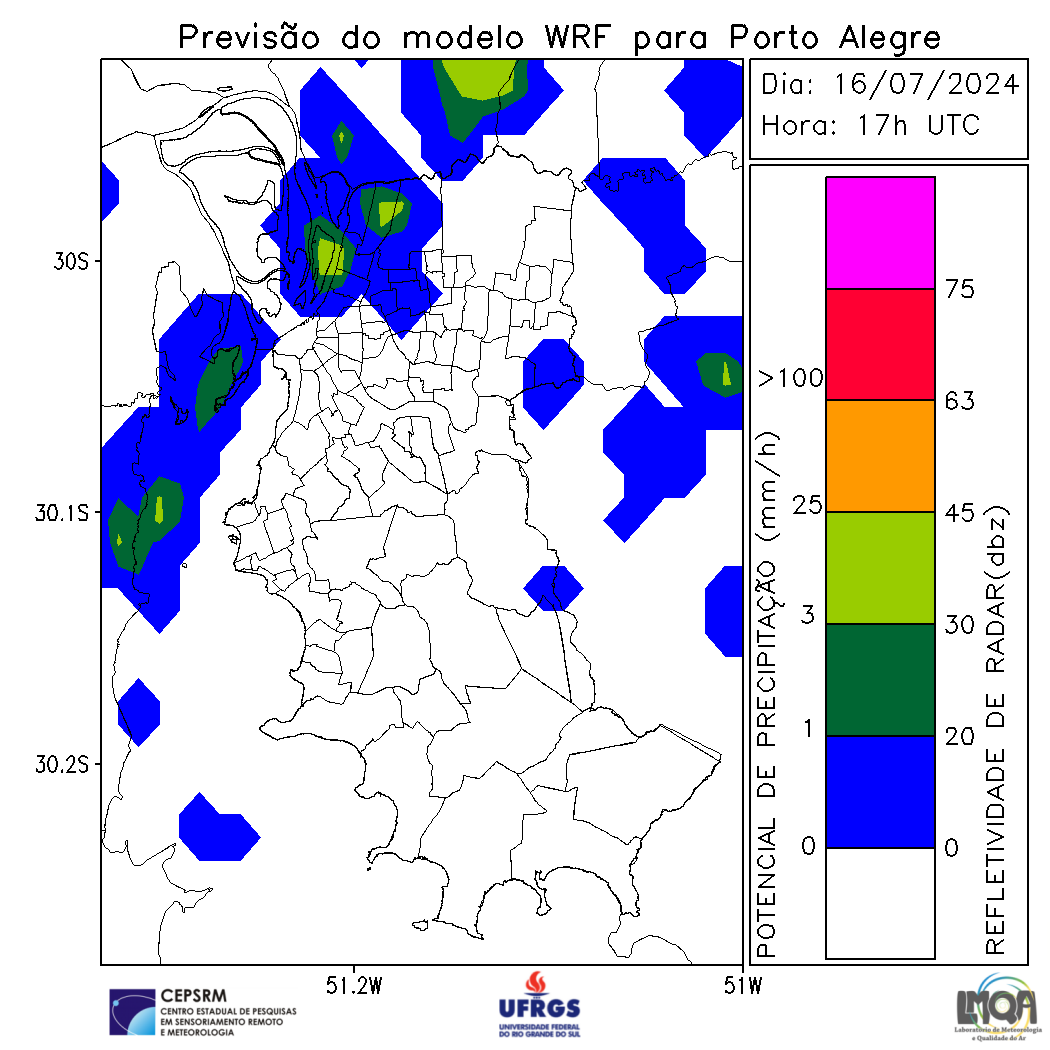 Previsão do modelo WRF para Porto Alegre
Dia: 16/07/2024
Hora: 17h UTC
30S
30.1S
30.2S
51.2W
51W
POTENCIAL DE PRECIPITAÇÃO (mm/h)
>100
25
3
1
0
75
63
45
30
20
0
REFLETIVIDADE DE RADAR(dbz)
CEPSRM
CENTRO ESTADUAL DE PESQUISAS
EM SENSORIAMENTO REMOTO
E METEOROLOGIA
UFRGS
UNIVERSIDADE FEDERAL
DO RIO GRANDE DO SUL
LMQA
Laboratório de Meteorologia
e Qualidade do Ar